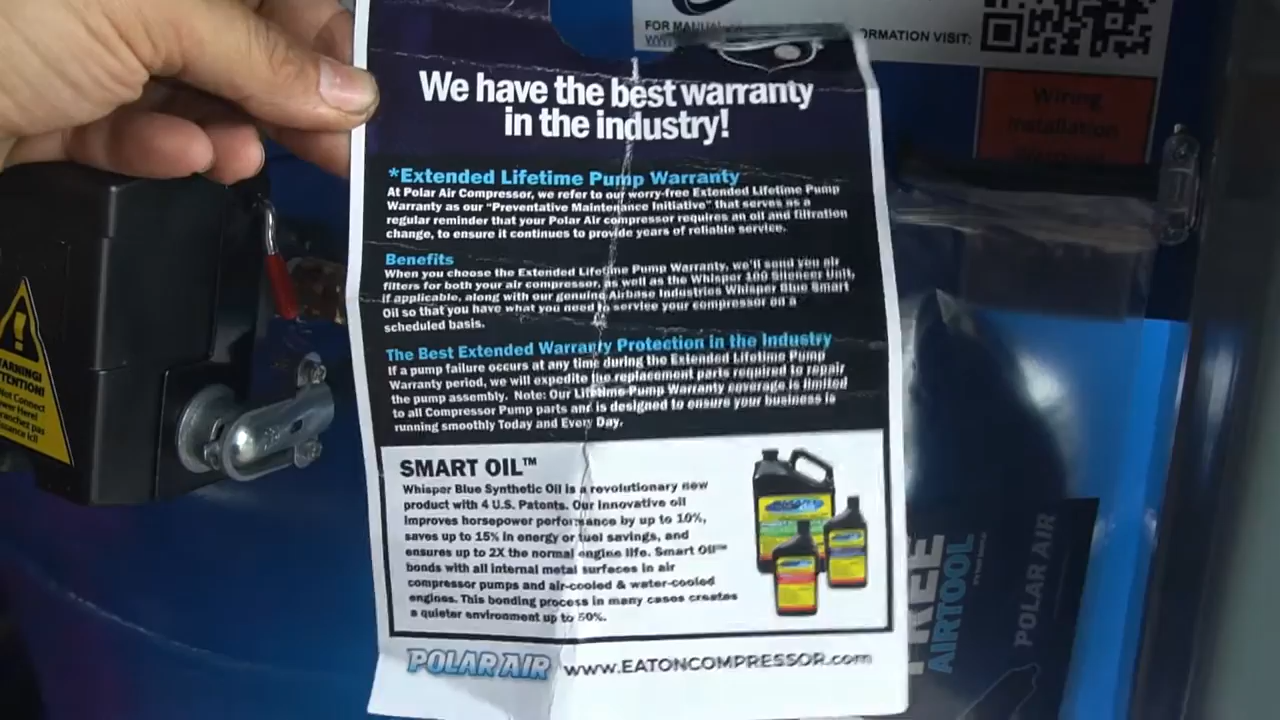 FOR MANUA
ORMATION VISIT:
Wiring
Installation
We have the best warranty
in the industry!
*Extended Lifetime Pump Warranty
At Polar Air Compressor, we refer to our worry-free Extended Lifetime Pump
Warranty as our "Preventative Maintenance Initiative" that serves as a
regular reminder that your Polar Air compressor requires an oil and filtration
change, to ensure it continues to provide years of reliable service.
Benefits
When you choose the Extended Lifetime Pump Warranty, we'll send you air
filters for both your air compressor, as well as the Whisper 100 Silencer Unit,
if applicable, along with our genuine Airbase Industries Whisper Blue Smart
Oil so that you have what you need to service your compressor on a
scheduled basis.
The Best Extended Warranty Protection in the Industry
If a pump failure occurs at any time during the Extended Lifetime Pump
Warranty period, we will expedite the replacement parts required to repair
the pump assembly. Note: Our Lifetime Pump Warranty coverage is limited
to all Compressor Pump parts and is designed to ensure your business is
running smoothly Today and Every Day.
SMART OIL™
Whisper Blue Synthetic Oil is a revolutionary new
product with 4 U.S. Patents. Our innovative oil
improves horsepower performance by up to 10%,
saves up to 15% in energy or fuel savings, and
ensures up to 2X the normal engine life. Smart Oil™
bonds with all internal metal surfaces in air
compressor pumps and air-cooled & water-cooled
engines. This bonding process in many cases creates
a quieter environment up to 50%.
POLAR AIR www.EATONCOMPRESSOR.com
WARNING!
TTENTION!
Not Connect
ower Here!
ranchez pas
issance ici!
FREE
AIRTOOL
POLAR AIR